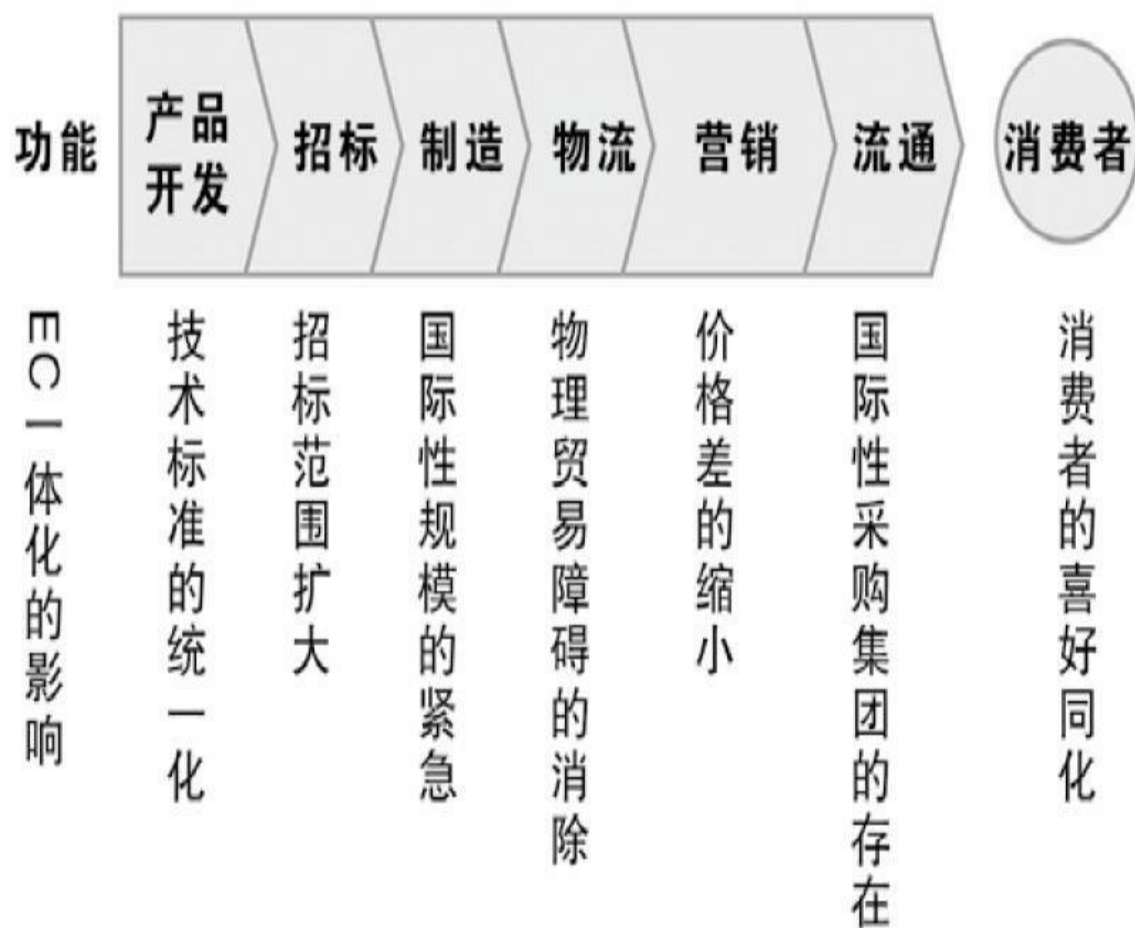 功能
产品
开发
招标
制造
物流
营销
流通
消费者
EC一体化的影响
技术标准的统一化
招标范围扩大
国际性规模的紧急
物理贸易障碍的消除
价格差的缩小
国际性采购集团的存在
消费者的喜好同化